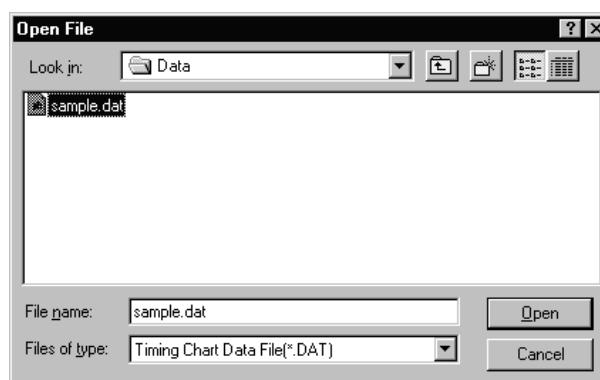 Open File
Look in: Data
sample.dat
File name: sample.dat
Open
Files of type: Timing Chart Data File(*.DAT)
Cancel